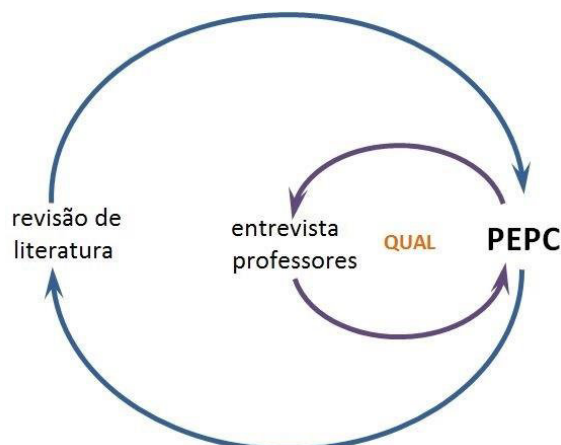 revisão de
literatura
entrevista
professores
QUAL
PEPC